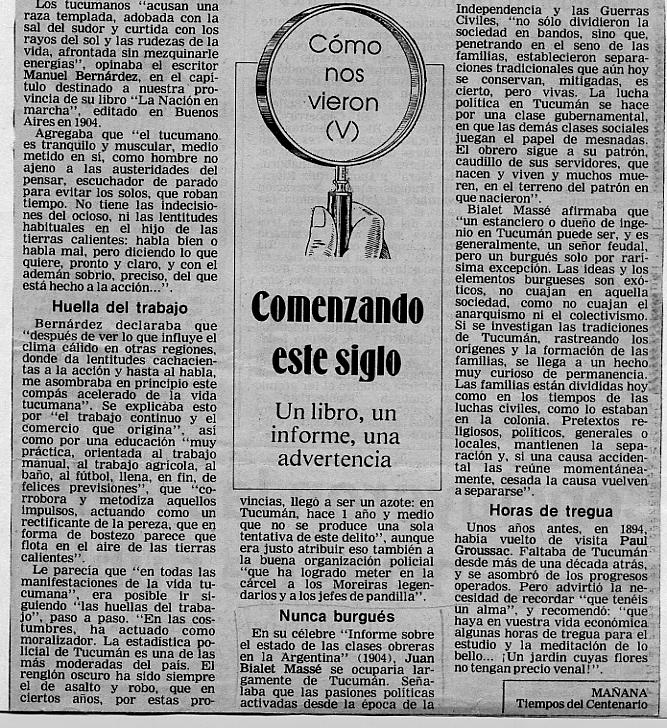 Los tucumanos “acusan una
raza templada, adobada con la
sal del sudor y curtida con los
rayos del sol y las rudezas de la
vida, afrontada sin mezquinarle
energías”, opinaba el escritor
Manuel Bernárdez, en el capí-
tulo destinado a nuestra pro-
vincia de su libro “La Nación en
marcha”, editado en Buenos
Aires en 1904.
Agregaba que “el tucumano
es tranquilo y muscular, medio
metido en sí, como hombre no
ajeno a las austeridades del
pensar, escuchador de parado
para evitar los solos, que roban
tiempo. No tiene las indecisio-
nes del ocioso, ni las lentitudes
habituales en el hijo de las
tierras calientes: habla bien o
habla mal, pero diciendo lo que
quiere, pronto y claro, y con el
ademán sobrio, preciso, del que
está hecho a la acción...”.
Huella del trabajo
Bernárdez declaraba que
“después de ver lo que influye el
clima cálido en otras regiones,
donde da lentitudes cachacien-
tas a la acción y hasta al habla,
me asombraba en principio este
compás acelerado de la vida
tucumana”. Se explicaba esto
por “el trabajo continuo y el
comercio que origina”, así
como por una educación “muy
práctica, orientada al trabajo
manual, al trabajo agrícola, al
baño, al fútbol, llena, en fin, de
felices previsiones”, que “co-
rrobora y metodiza aquellos
impulsos, actuando como un
rectificante de la pereza, que en
forma de bostezo parece que
flota en el aire de las tierras
calientes”.
Le parecía que “en todas las
manifestaciones de la vida tu-
cumana”, era posible ir si-
guiendo “las huellas del traba-
jo”, paso a paso. “En las cos-
tumbres, ha actuado como
moralizador. La estadística po-
licial de Tucumán es una de las
más moderadas del país. El
renglón oscuro ha sido siempre
el de asalto y robo, que en
ciertos años, por estas pro-
Cómo
nos
vieron
(V)
Comenzando
este siglo
Un libro, un
informe, una
advertencia
vincias, llegó a ser un azote: en
Tucumán, hace 1 año y medio
que no se produce una sola
tentativa de este delito”, aunque
era justo atribuir eso también a
la buena organización policial
“que ha logrado meter en la
cárcel a los Moreiras legen-
darios y a los jefes de pandilla”.
Nunca burgués
En su célebre “Informe sobre
el estado de las clases obreras
en la Argentina” (1904), Juan
Bialet Massé se ocuparía lar-
gamente de Tucumán. Seña-
laba que las pasiones políticas
activadas desde la época de la
Independencia y las Guerras
Civiles, “no sólo dividieron la
sociedad en bandos, sino que,
penetrando en el seno de las
familias, establecieron separa-
ciones tradicionales que aún hoy
se conservan, mitigadas, es
cierto, pero vivas. La lucha
política en Tucumán se hace
por una clase gubernamental,
en que las demás clases sociales
juegan el papel de mesnadas.
El obrero sigue a su patrón,
caudillo de sus servidores, que
nacen y viven y muchos mue-
ren, en el terreno del patrón en
que nacieron”.
Bialet Massé afirmaba que
“un estanciero o dueño de inge-
nio en Tucumán puede ser, y es
generalmente, un señor feudal,
pero un burgués solo por rarí-
sima excepción. Las ideas y los
elementos burgueses son exó-
ticos, no cuajan en aquella
sociedad, como no cuajan el
anarquismo ni el colectivismo.
Si se investigan las tradiciones
de Tucumán, rastreando los
orígenes y la formación de las
familias, se llega a un hecho
muy curioso de permanencia.
Las familias están divididas hoy
como en los tiempos de las
luchas civiles, como lo estaban
en la colonia. Pretextos re-
ligiosos, políticos, generales o
locales, mantienen la sepa-
ración y, si una causa acciden-
tal las reúne momentánea-
mente, cesada la causa vuelven
a separarse”.
Horas de tregua
Unos años antes, en 1894,
había vuelto de visita Paul
Groussac. Faltaba de Tucumán
desde más de una década atrás,
y se asombró de los progresos
operados. Pero advirtió la ne-
cesidad de recordar “que tenéis
un alma”, y recomendó: “que
haya en vuestra vida económica
algunas horas de tregua para el
estudio y la meditación de lo
bello... ¡Un jardín cuyas flores
no tengan precio venal!”.
MAÑANA
Tiempos del Centenario